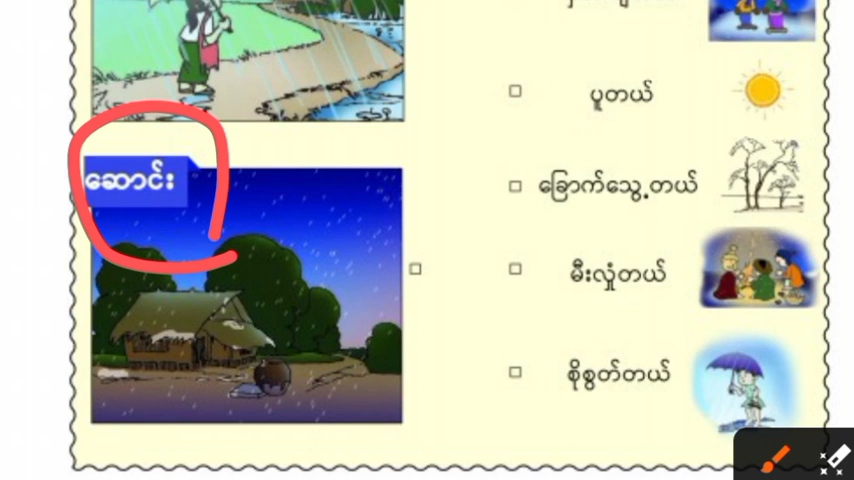 ဆောင်း
ပူတယ်
ခြောက်သွေ့တယ်
မီးလှုံတယ်
စိုစွတ်တယ်